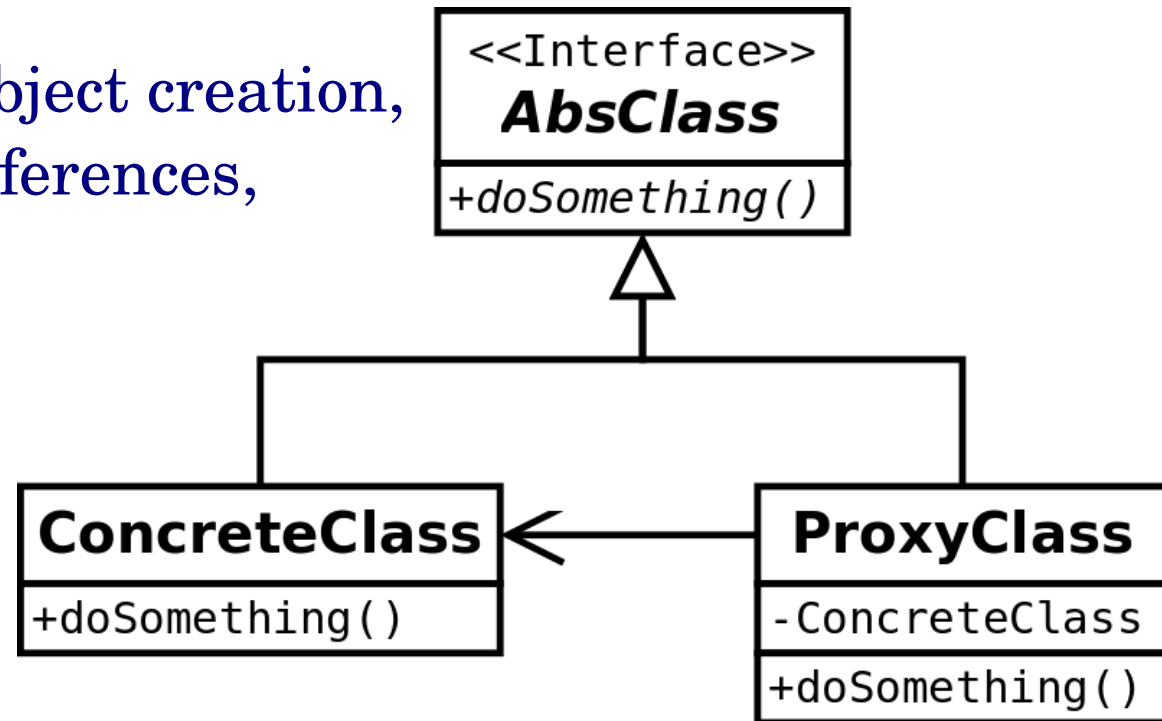 bject creation,
ferences,
<<Interface>>
AbsClass
+doSomething()
ConcreteClass
+doSomething()
ProxyClass
-ConcreteClass
+doSomething()